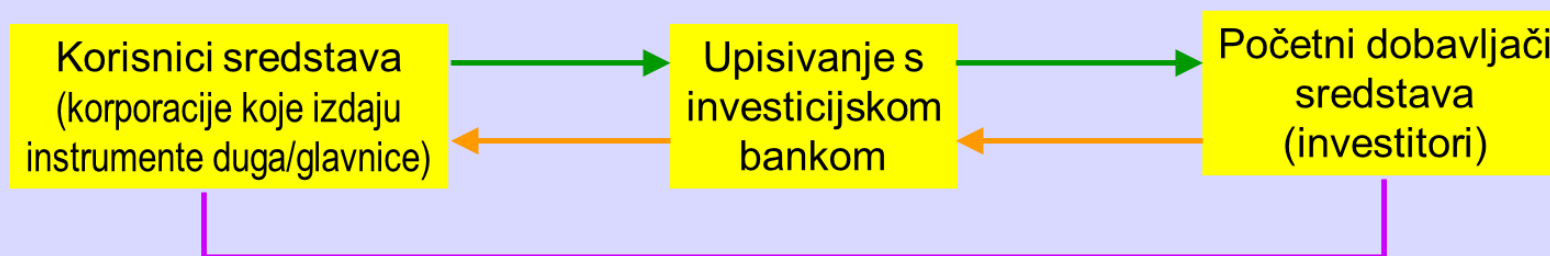 Korisnici sredstava
(korporacije koje izdaju
instrumente duga/glavnice)
Upisivanje s
investicijskom
bankom
Početni dobavljači
sredstava
(investitori)